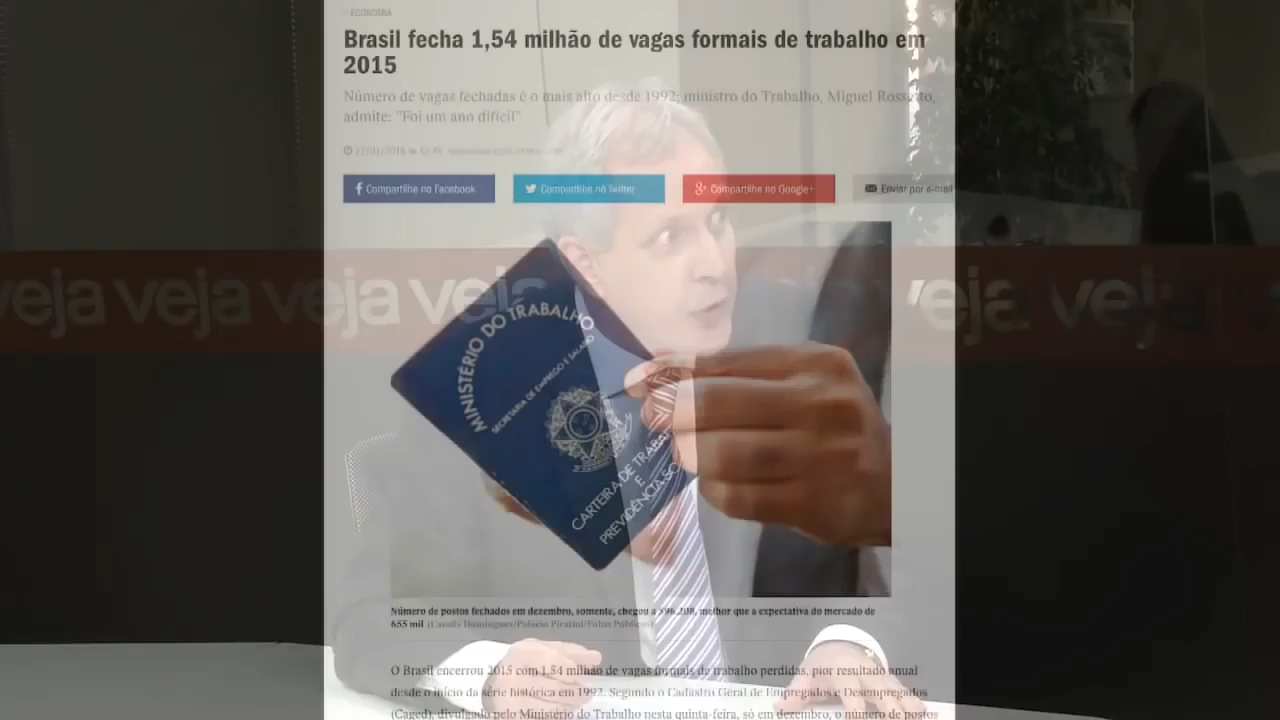 ECONOMIA
Brasil fecha 1,54 milhão de vagas formais de trabalho em
2015
Número de vagas fechadas é o mais alto desde 1992; ministro do Trabalho, Miguel Rossetto,
admite: "Foi um ano difícil"
21/01/2016 às
Compartilhe no Facebook
Compartilhe no Twitter
Compartilhe no Google+
Enviar por e-mail
veja veja veja veja veja veja
MINISTÉRIO DO TRABALHO
SECRETARIA DE EMPREGO E SALÁRIO
CARTEIRA DE TRABALHO
E
PREVIDÊNCIA SO
Número de postos fechados em dezembro, somente, chegou a 596.208, melhor que a expectativa do mercado de
655 mil (Camila Domingues/Palácio Piratini/Fotos Públicas)
O Brasil encerrou 2015 com 1,54 milhão de vagas formais de trabalho perdidas, pior resultado anual
desde o início da série histórica em 1992. Segundo o Cadastro Geral de Empregados e Desempregados
(Caged), divulgado pelo Ministério do Trabalho nesta quinta-feira, só em dezembro, o número de postos